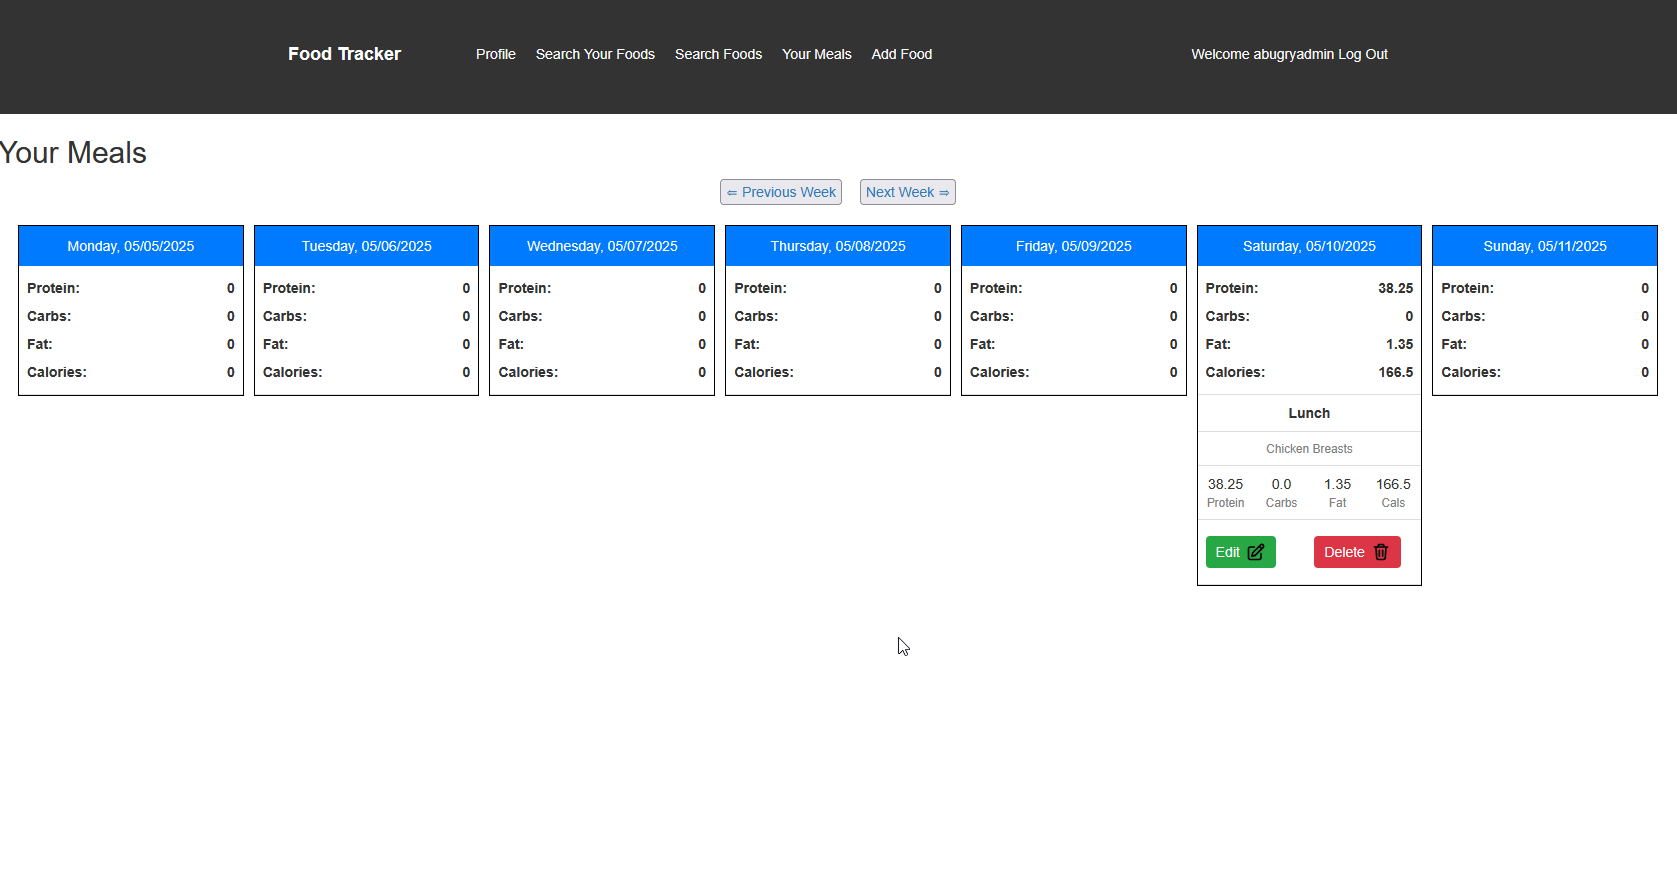 Food Tracker Profile Search Your Foods Search Foods Your Meals Add Food Welcome abugryadmin Log Out
Your Meals
⇐ Previous Week Next Week ⇒
Monday, 05/05/2025
Protein: 0
Carbs: 0
Fat: 0
Calories: 0
Tuesday, 05/06/2025
Protein: 0
Carbs: 0
Fat: 0
Calories: 0
Wednesday, 05/07/2025
Protein: 0
Carbs: 0
Fat: 0
Calories: 0
Thursday, 05/08/2025
Protein: 0
Carbs: 0
Fat: 0
Calories: 0
Friday, 05/09/2025
Protein: 0
Carbs: 0
Fat: 0
Calories: 0
Saturday, 05/10/2025
Protein: 38.25
Carbs: 0
Fat: 1.35
Calories: 166.5
Lunch
Chicken Breasts
38.25 0.0 1.35 166.5
Protein Carbs Fat Cals
Edit Delete
Sunday, 05/11/2025
Protein: 0
Carbs: 0
Fat: 0
Calories: 0